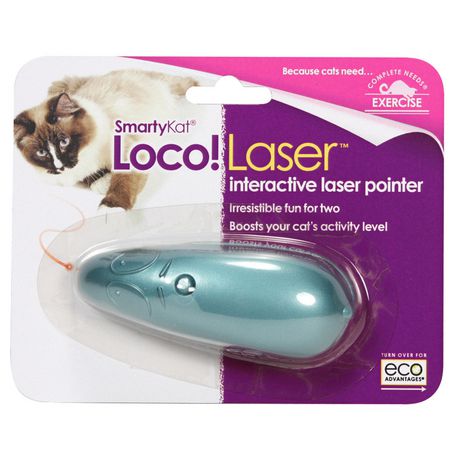 Because cats need...
COMPLETE NEEDS®
EXERCISE
SmartyKat®
Loco! Laser™
interactive laser pointer
Irresistible fun for two
Boosts your cat's activity level
TURN OVER FOR
eco
ADVANTAGES®